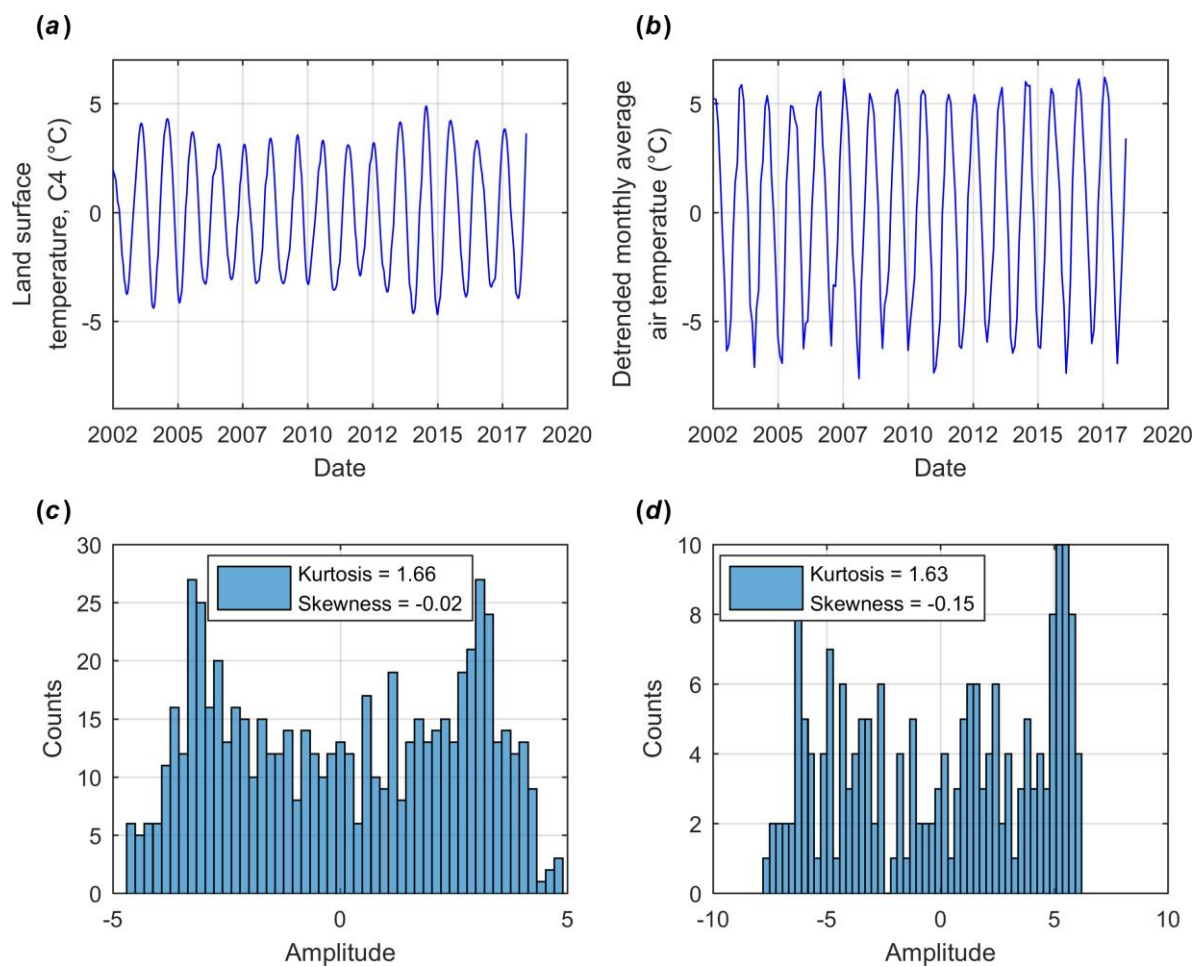 (a)
Land surface
temperature, C4 (°C)
5
0
-5
2002 2005 2007 2010 2012 2015 2017 2020
Date
(b)
Detrended monthly average
air temperatue (°C)
5
0
-5
2002 2005 2007 2010 2012 2015 2017 2020
Date
(c)
Counts
30
25
20
15
10
5
0
Kurtosis = 1.66
Skewness = -0.02
-5 0 5
Amplitude
(d)
Counts
10
8
6
4
2
0
Kurtosis = 1.63
Skewness = -0.15
-10 -5 0 5 10
Amplitude